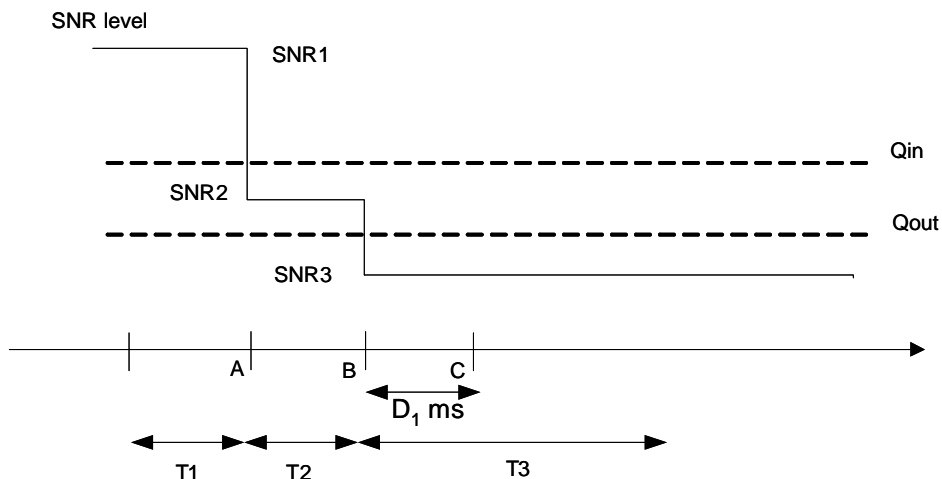 SNR level
SNR1
Qin
SNR2
Qout
SNR3
A
B
C
D₁ ms
T1
T2
T3